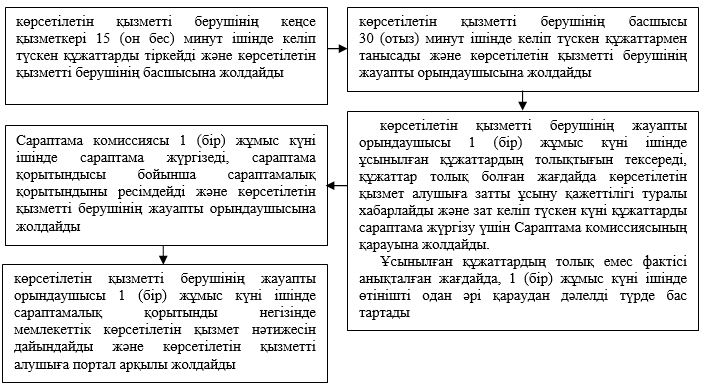 көрсетілетін қызметті берушінің кеңсе
қызметкері 15 (он бес) минут ішінде келіп
түскен құжаттарды тіркейді және көрсетілетін
қызметті берушінің басшысына жолдайды
көрсетілетін қызметті берушінің басшысы
30 (отыз) минут ішінде келіп түскен құжаттармен
танысады және көрсетілетін қызметті берушінің
жауапты орындаушысына жолдайды
көрсетілетін қызметті берушінің жауапты
орындаушысы 1 (бір) жұмыс күні ішінде
ұсынылған құжаттардың толықтығын тексереді,
құжаттар толық болған жағдайда көрсетілетін
қызмет алушыға затты ұсыну қажеттілігі туралы
хабарлайды және зат келіп түскен күні құжаттарды
сараптама жүргізу үшін Сараптама комиссиясының
қарауына жолдайды.
Ұсынылған құжаттардың толық емес фактісі
анықталған жағдайда, 1 (бір) жұмыс күні ішінде
өтінішті одан әрі қараудан дәлелді түрде бас
тартады
Сараптама комиссиясы 1 (бір) жұмыс күні
ішінде сараптама жүргізеді, сараптама
қорытындысы бойынша сараптамалық
қорытындыны ресімдейді және көрсетілетін
қызметті берушінің жауапты орындаушысына
жолдайды
көрсетілетін қызметті берушінің жауапты
орындаушысы 1 (бір) жұмыс күні ішінде
сараптамалық қорытынды негізінде
мемлекеттік көрсетілетін қызмет нәтижесін
дайындайды және көрсетілетін қызметті
алушыға портал арқылы жолдайды